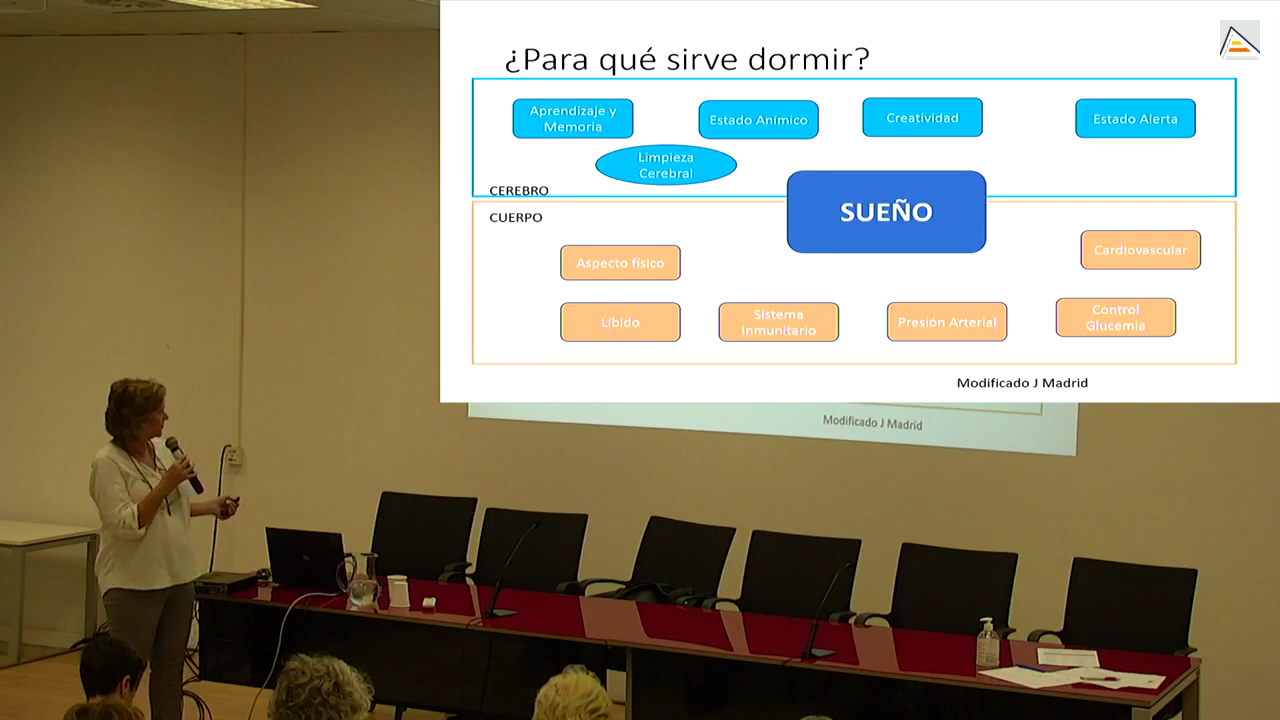 ¿Para qué sirve dormir?
Aprendizaje y
Memoria
Estado Anímico
Creatividad
Estado Alerta
Limpieza
Cerebral
CEREBRO
SUEÑO
CUERPO
Aspecto físico
Cardiovascular
Líbido
Sistema
Inmunitario
Presión Arterial
Control
Glucemia
Modificado J Madrid
Modificado J Madrid